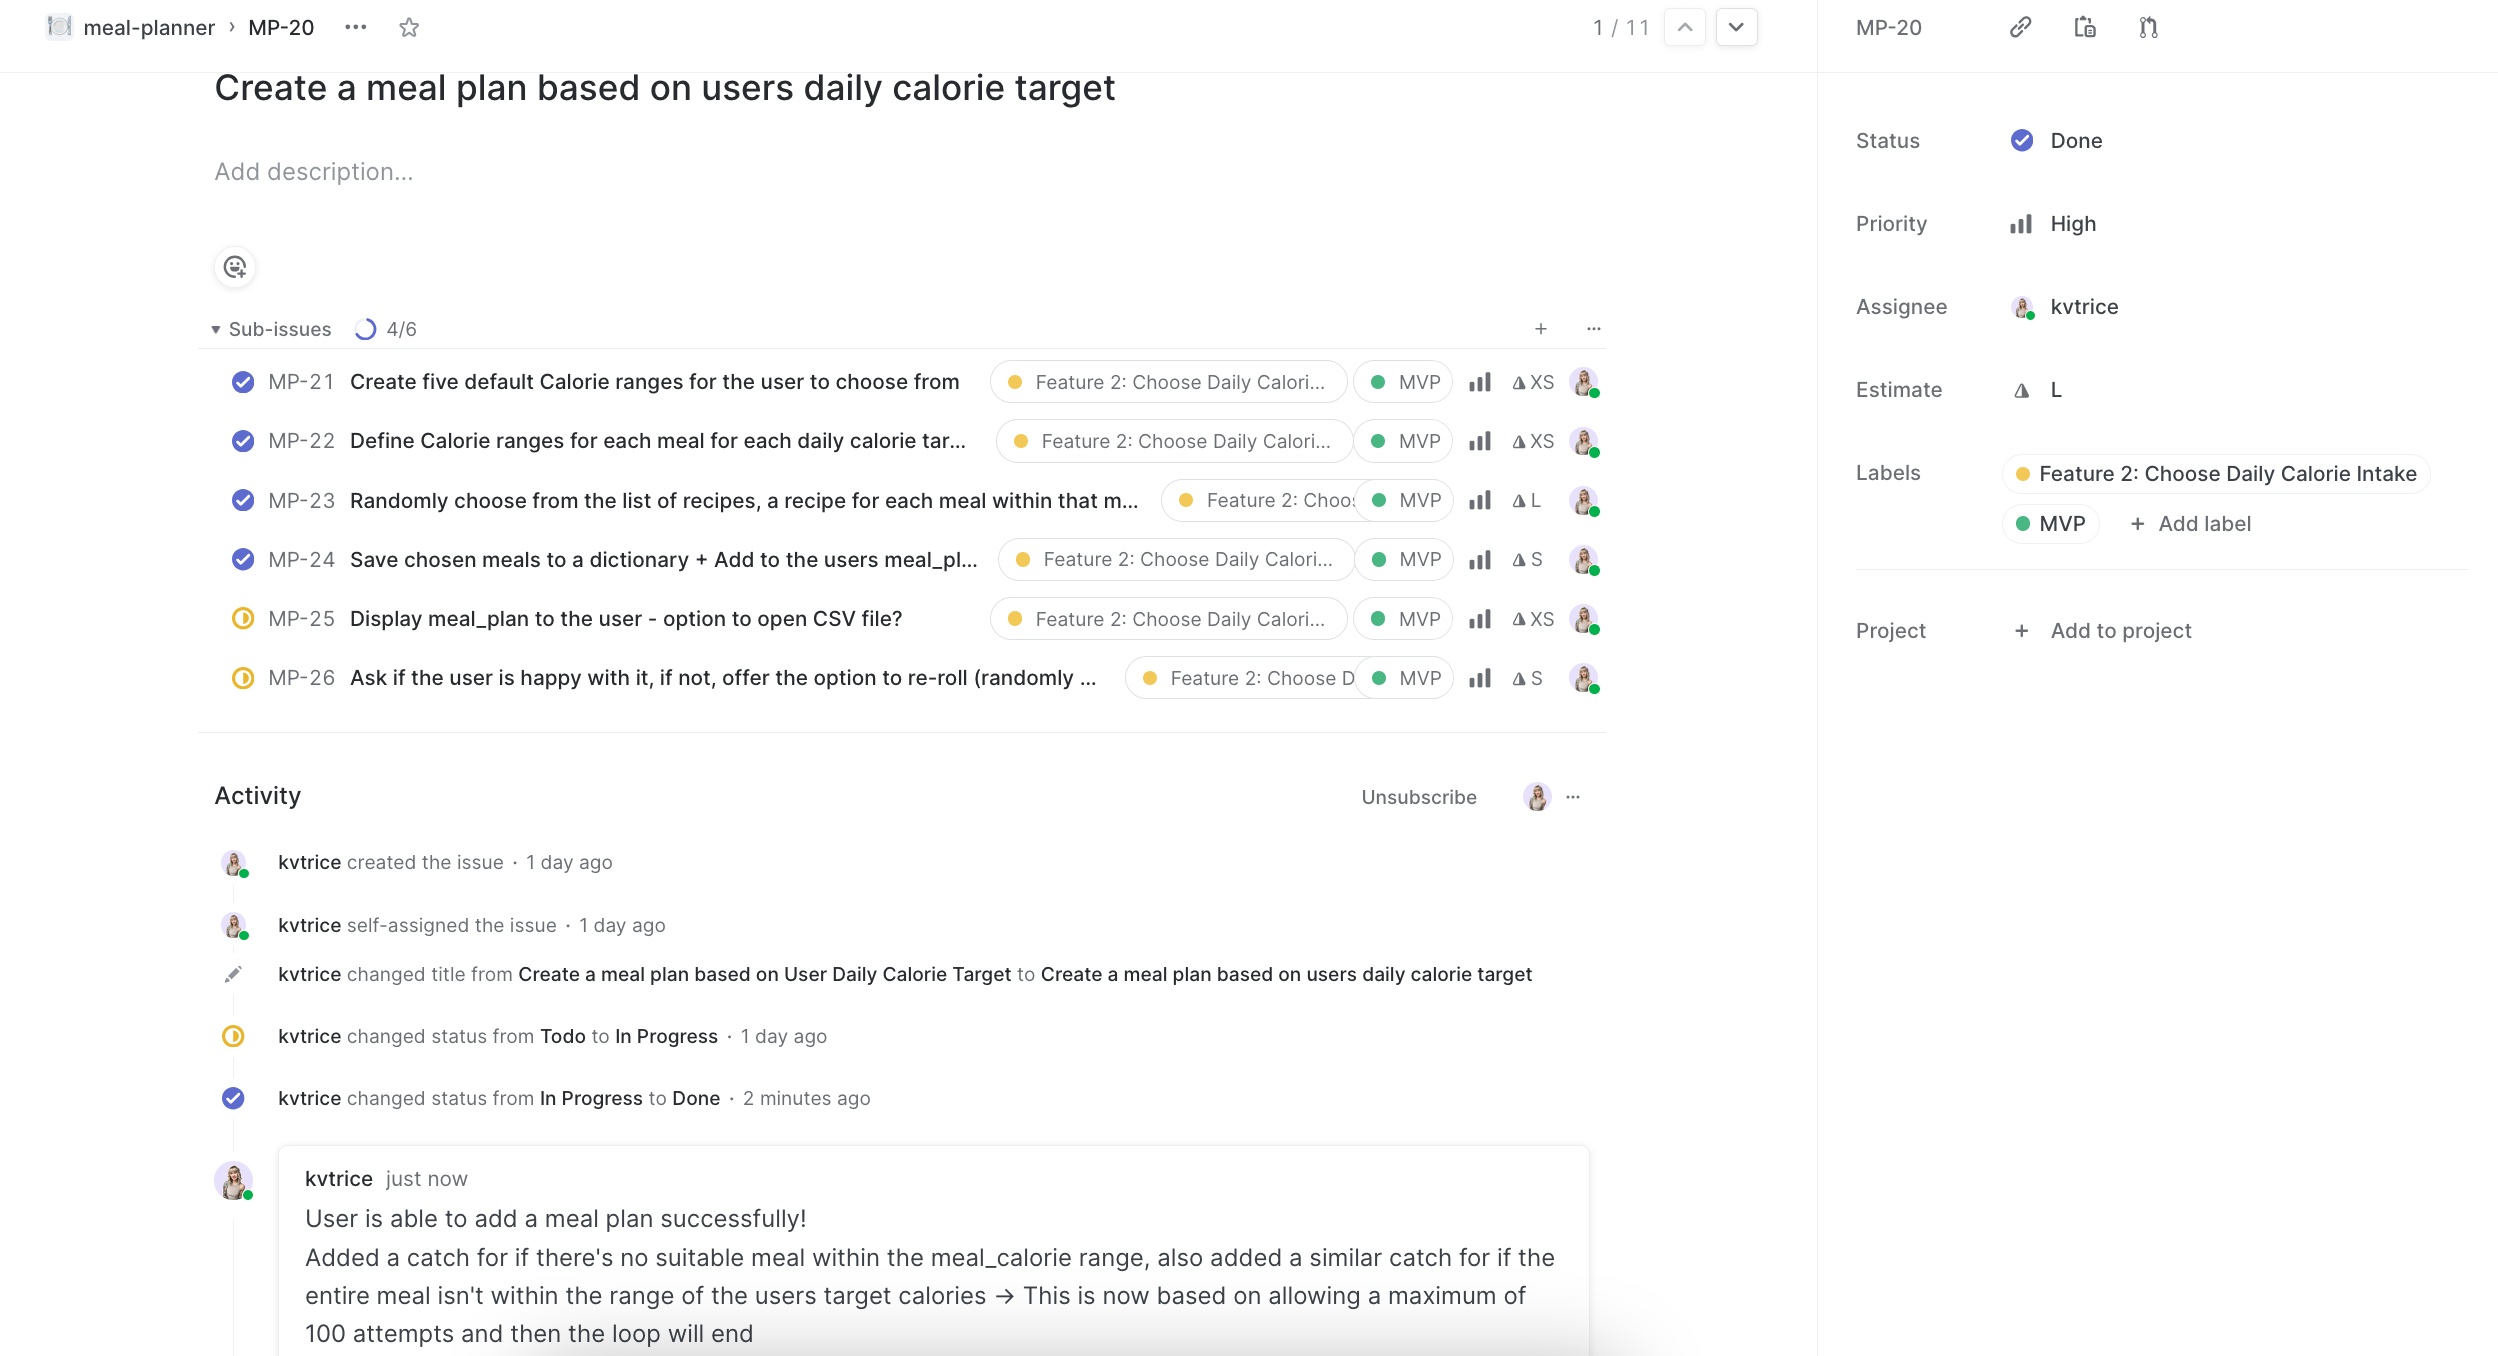 meal-planner › MP-20 ··· 1 / 11
Create a meal plan based on users daily calorie target
Add description...
Sub-issues 4/6 + ···
MP-21 Create five default Calorie ranges for the user to choose from Feature 2: Choose Daily Calori... MVP XS
MP-22 Define Calorie ranges for each meal for each daily calorie tar... Feature 2: Choose Daily Calori... MVP XS
MP-23 Randomly choose from the list of recipes, a recipe for each meal within that m... Feature 2: Choos MVP L
MP-24 Save chosen meals to a dictionary + Add to the users meal_pl... Feature 2: Choose Daily Calori... MVP S
MP-25 Display meal_plan to the user - option to open CSV file? Feature 2: Choose Daily Calori... MVP XS
MP-26 Ask if the user is happy with it, if not, offer the option to re-roll (randomly ... Feature 2: Choose D MVP S
Activity Unsubscribe ···
kvtrice created the issue · 1 day ago
kvtrice self-assigned the issue · 1 day ago
kvtrice changed title from Create a meal plan based on User Daily Calorie Target to Create a meal plan based on users daily calorie target
kvtrice changed status from Todo to In Progress · 1 day ago
kvtrice changed status from In Progress to Done · 2 minutes ago
kvtrice just now
User is able to add a meal plan successfully!
Added a catch for if there's no suitable meal within the meal_calorie range, also added a similar catch for if the
entire meal isn't within the range of the users target calories → This is now based on allowing a maximum of
100 attempts and then the loop will end
MP-20
Status Done
Priority High
Assignee kvtrice
Estimate L
Labels Feature 2: Choose Daily Calorie Intake
MVP + Add label
Project + Add to project